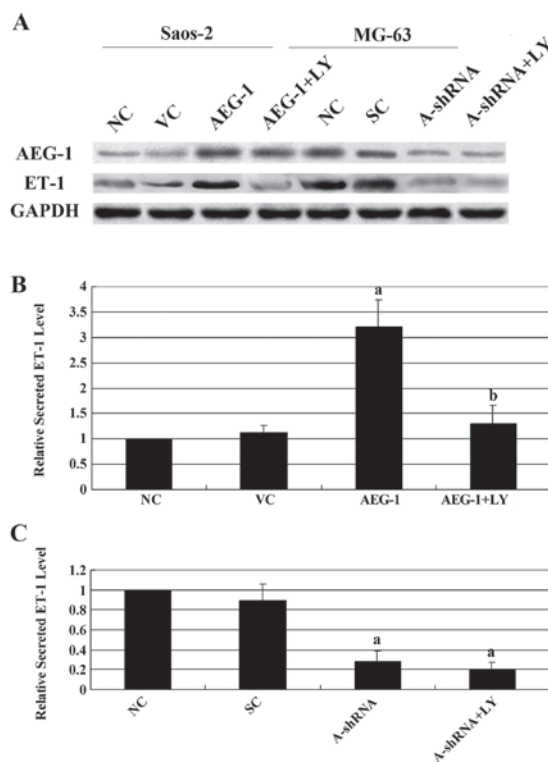 A
Saos-2 MG-63
NC VC AEG-1 AEG-1+LY NC SC A-shRNA A-shRNA+LY
AEG-1
ET-1
GAPDH
B
Relative Secreted ET-1 Level
4
3.5
3
2.5
2
1.5
1
0.5
0
a
b
NC VC AEG-1 AEG-1+LY
C
Relative Secreted ET-1 Level
1.2
1
0.8
0.6
0.4
0.2
0
a a
NC SC A-shRNA A-shRNA+LY